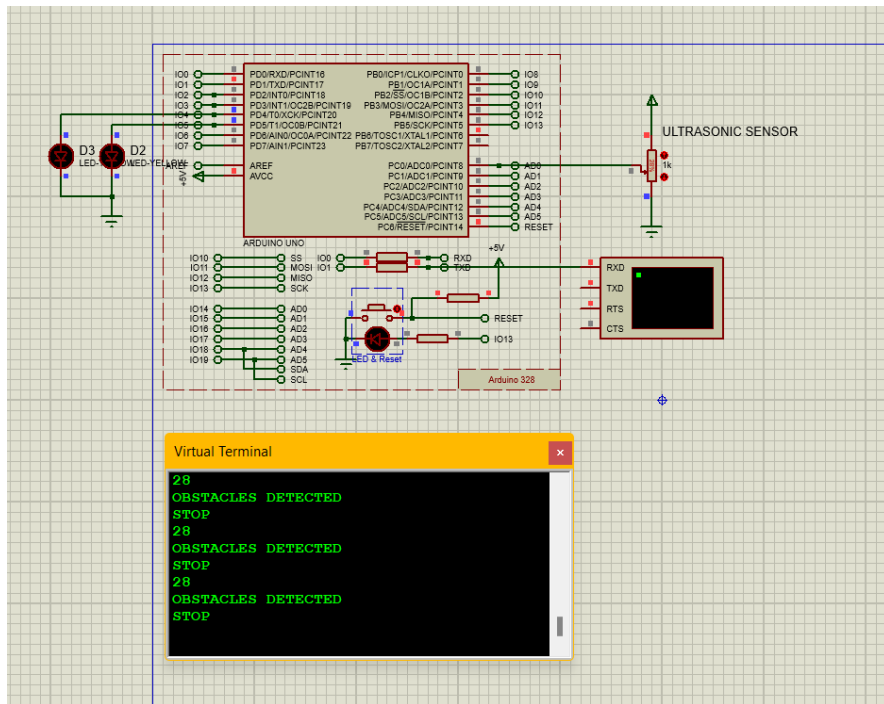 IO0 PD0/RXD/PCINT16 PB0/ICP1/CLKO/PCINT0 IO8
IO1 PD1/TXD/PCINT17 PB1/OC1A/PCINT1 IO9
IO2 PD2/INT0/PCINT18 PB2/SS/OC1B/PCINT2 IO10
IO3 PD3/INT1/OC2B/PCINT19 PB3/MOSI/OC2A/PCINT3 IO11
IO4 PD4/T0/XCK/PCINT20 PB4/MISO/PCINT4 IO12
IO5 PD5/T1/OC0B/PCINT21 PB5/SCK/PCINT5 IO13
IO6 PD6/AIN0/OC0A/PCINT22 PB6/TOSC1/XTAL1/PCINT6
IO7 PD7/AIN1/PCINT23 PB7/TOSC2/XTAL2/PCINT7
ULTRASONIC SENSOR
D3 D2
AREF AREF PC0/ADC0/PCINT8 AD0
1k
+5V AVCC PC1/ADC1/PCINT9 AD1
PC2/ADC2/PCINT10 AD2
PC3/ADC3/PCINT11 AD3
PC4/ADC4/SDA/PCINT12 AD4
PC5/ADC5/SCL/PCINT13 AD5
PC6/RESET/PCINT14 RESET
ARDUINO UNO
+5V
IO10 SS IO0 RXD
IO11 MOSI IO1 TXD
IO12 MISO
IO13 SCK
RXD
TXD
RTS
CTS
IO14 AD0
IO15 AD1
IO16 AD2
IO17 AD3
IO18 AD4
IO19 AD5
SDA
SCL
RESET
IO13
LED & Reset
Arduino 328
Virtual Terminal
28
OBSTACLES DETECTED
STOP
28
OBSTACLES DETECTED
STOP
28
OBSTACLES DETECTED
STOP